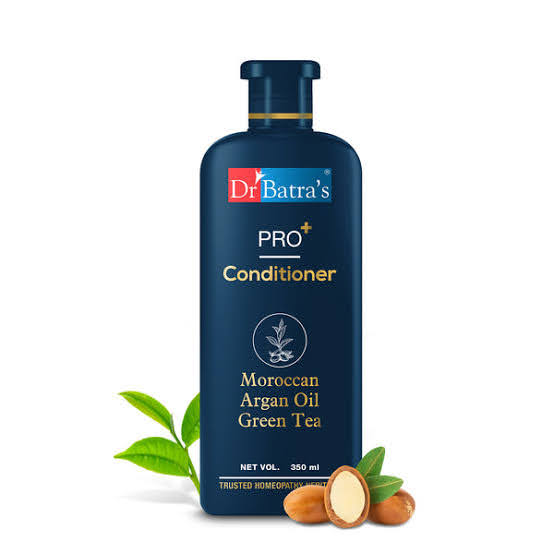 Dr Batra's®
PRO+
Conditioner
Moroccan
Argan Oil
Green Tea
NET VOL. 350 ml
TRUSTED HOMEOPATHY